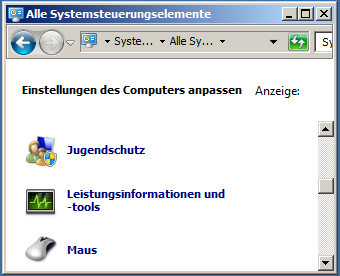 Alle Systemsteuerungselemente
Syste... Alle Sy... Sy
Einstellungen des Computers anpassen Anzeige:
Jugendschutz
Leistungsinformationen und
-tools
Maus